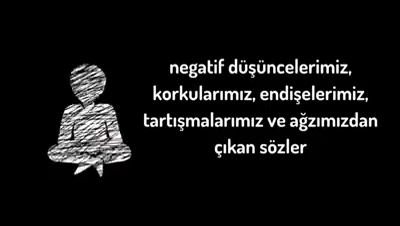 negatif düşüncelerimiz,
korkularımız, endişelerimiz,
tartışmalarımız ve ağzımızdan
çıkan sözler